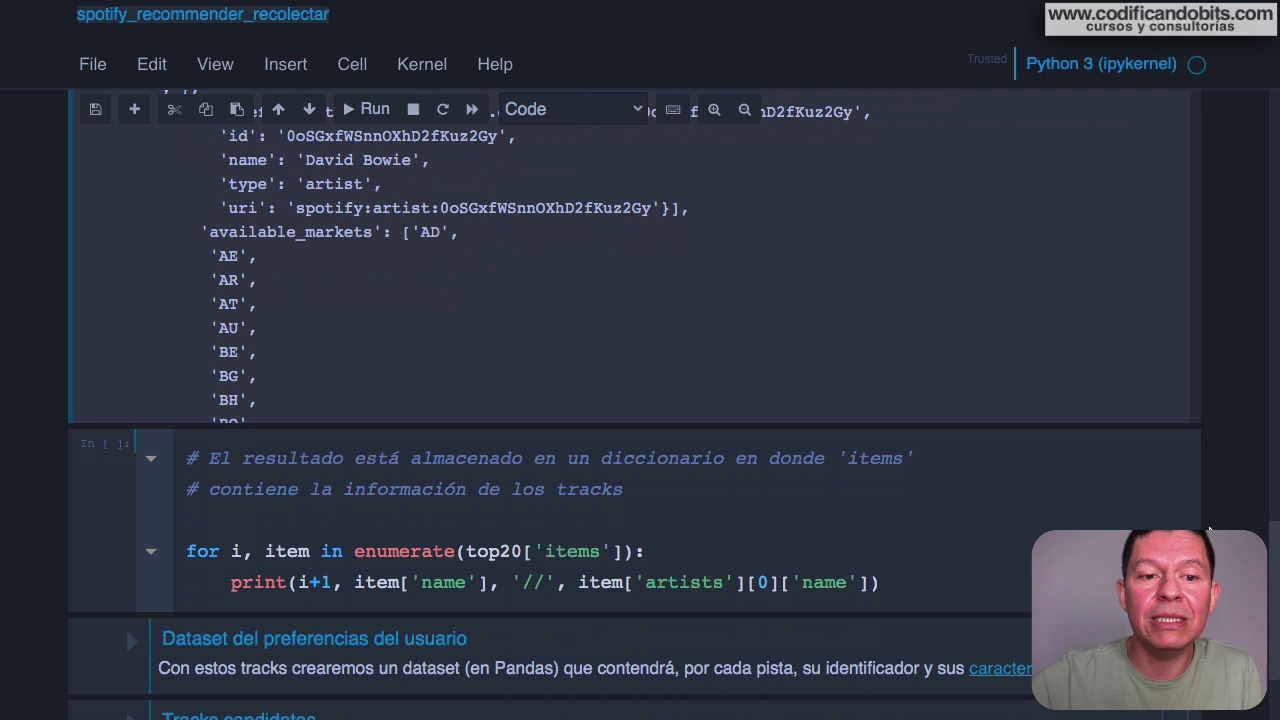 spotify_recommender_recolectar
www.codificandobits.com
cursos y consultorías
File Edit View Insert Cell Kernel Help
Trusted
Python 3 (ipykernel)
Run
Code
'id': '0oSGxfWSnnOXhD2fKuz2Gy',
'name': 'David Bowie',
'type': 'artist',
'uri': 'spotify:artist:0oSGxfWSnnOXhD2fKuz2Gy'}],
'available_markets': ['AD',
'AE',
'AR',
'AT',
'AU',
'BE',
'BG',
'BH',
In [ ]:
# El resultado está almacenado en un diccionario en donde 'items'
# contiene la información de los tracks
for i, item in enumerate(top20['items']):
print(i+1, item['name'], '//', item['artists'][0]['name'])
Dataset del preferencias del usuario
Con estos tracks crearemos un dataset (en Pandas) que contendrá, por cada pista, su identificador y sus
Tracks candidatos